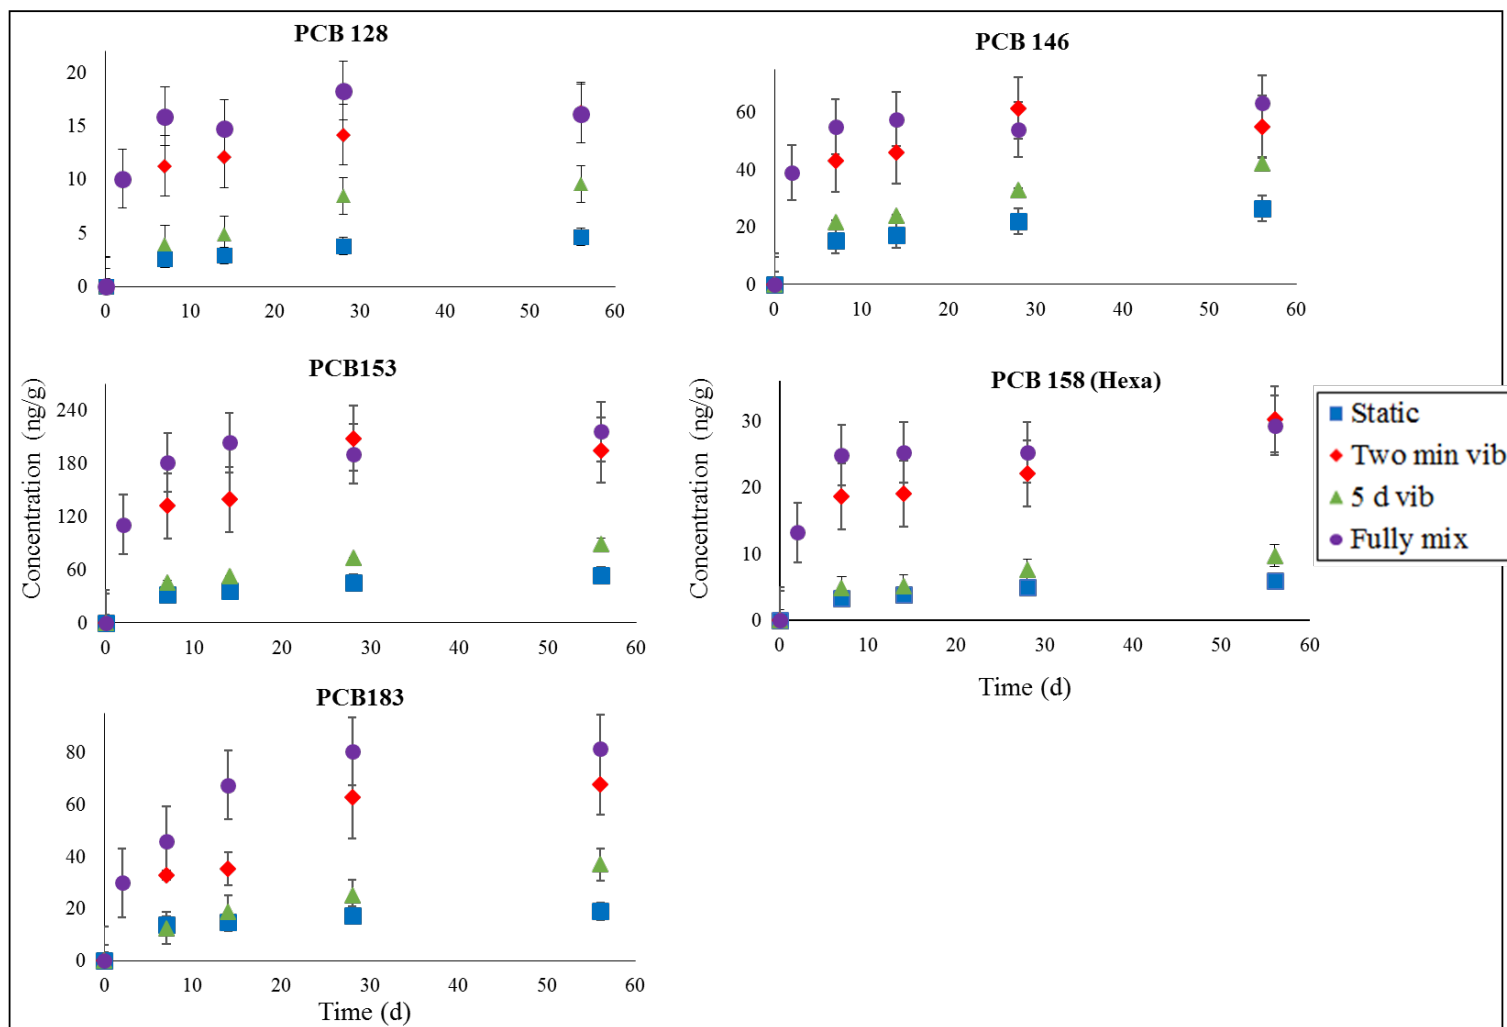 PCB 128
20
15
10
5
0
0 10 20 30 40 50 60
PCB 146
60
40
20
0
0 10 20 30 40 50 60
PCB153
Concentration (ng/g)
240
180
120
60
0
0 10 20 30 40 50 60
PCB 158 (Hexa)
Concentration (ng/g)
30
20
10
0
0 10 20 30 40 50 60
Time (d)
Static
Two min vib
5 d vib
Fully mix
PCB183
80
60
40
20
0
0 10 20 30 40 50 60
Time (d)